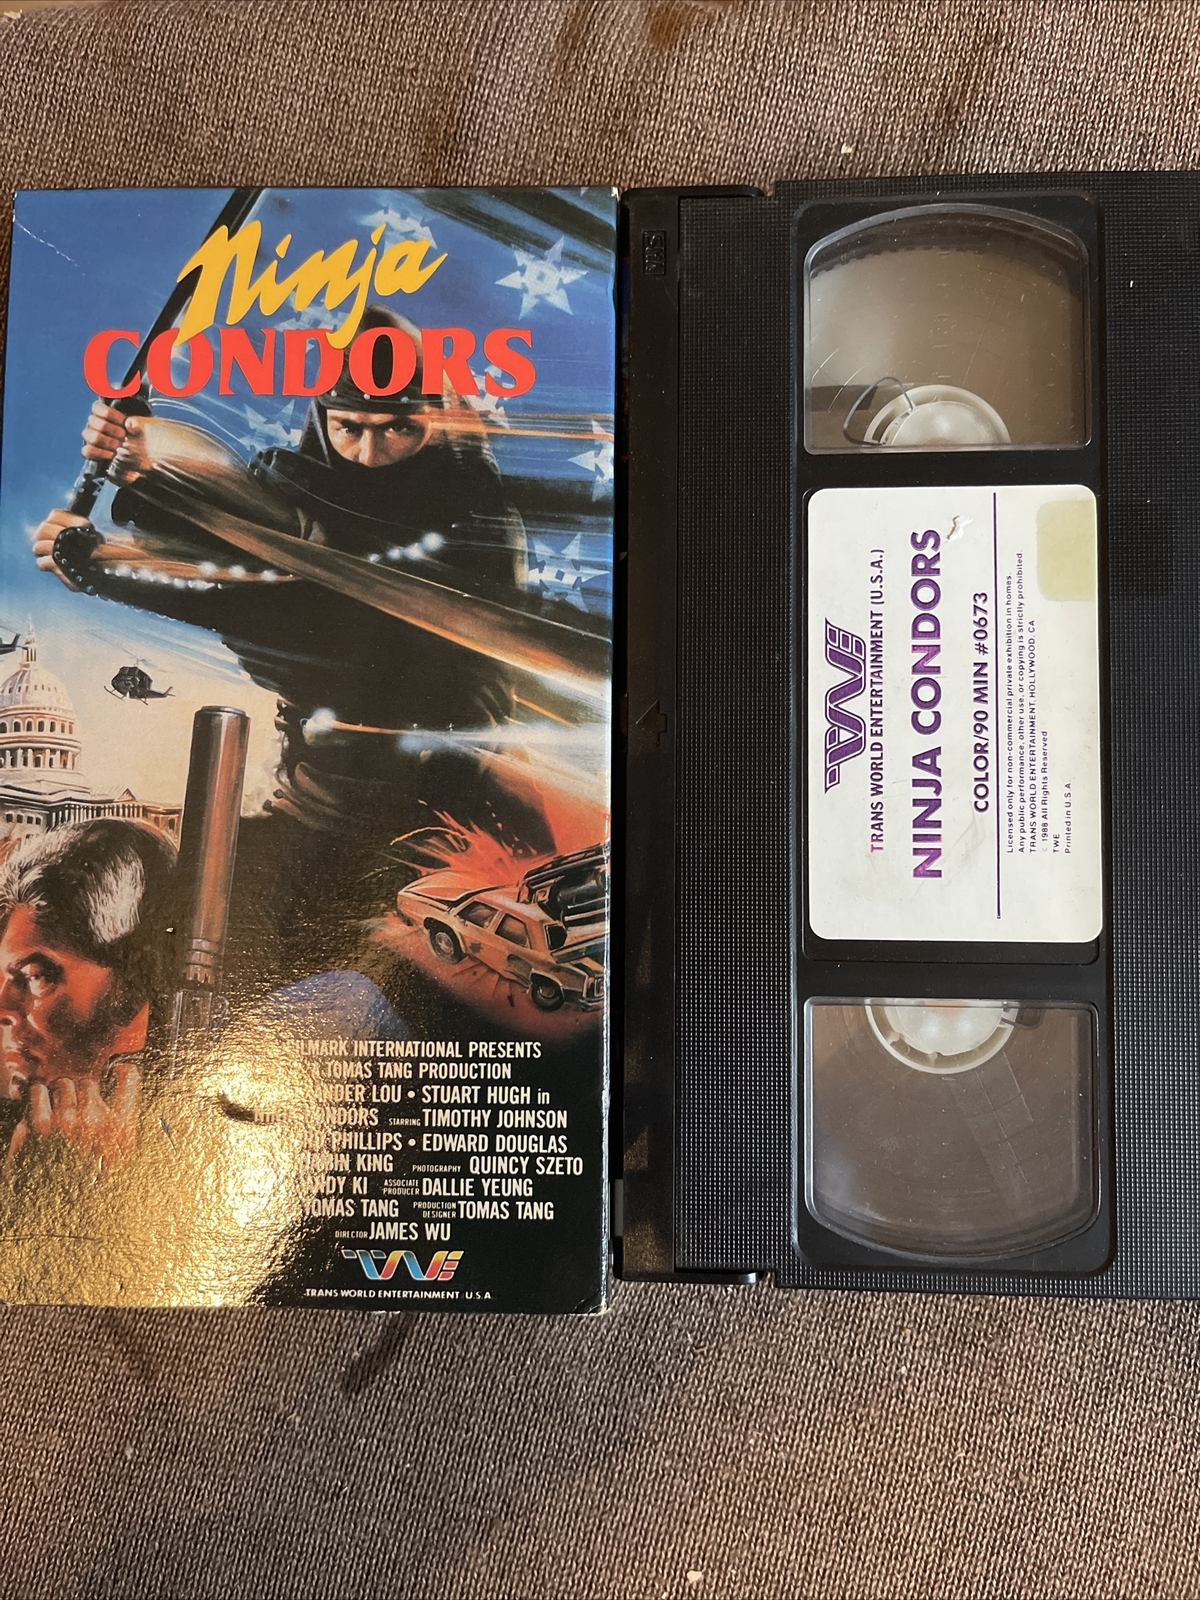 Ninja
CONDORS
INTERNATIONAL PRESENTS
TOMAS TANG PRODUCTION
LOU • STUART HUGH in
STARRING TIMOTHY JOHNSON
PHILLIPS • EDWARD DOUGLAS
KING PHOTOGRAPHY QUINCY SZETO
KI ASSOCIATE PRODUCER DALLIE YEUNG
TOMAS TANG PRODUCTION DESIGNER TOMAS TANG
DIRECTOR JAMES WU
TWE
TRANS WORLD ENTERTAINMENT U.S.A.
VHS
TWE
TRANS WORLD ENTERTAINMENT (U.S.A.)
NINJA CONDORS
COLOR/90 MIN #0673
Licensed only for non-commercial private exhibition in homes.
Any public performance, other use, or copying is strictly prohibited.
TRANS WORLD ENTERTAINMENT, HOLLYWOOD, CA
© 1988 All Rights Reserved
TWE
Printed in U.S.A.